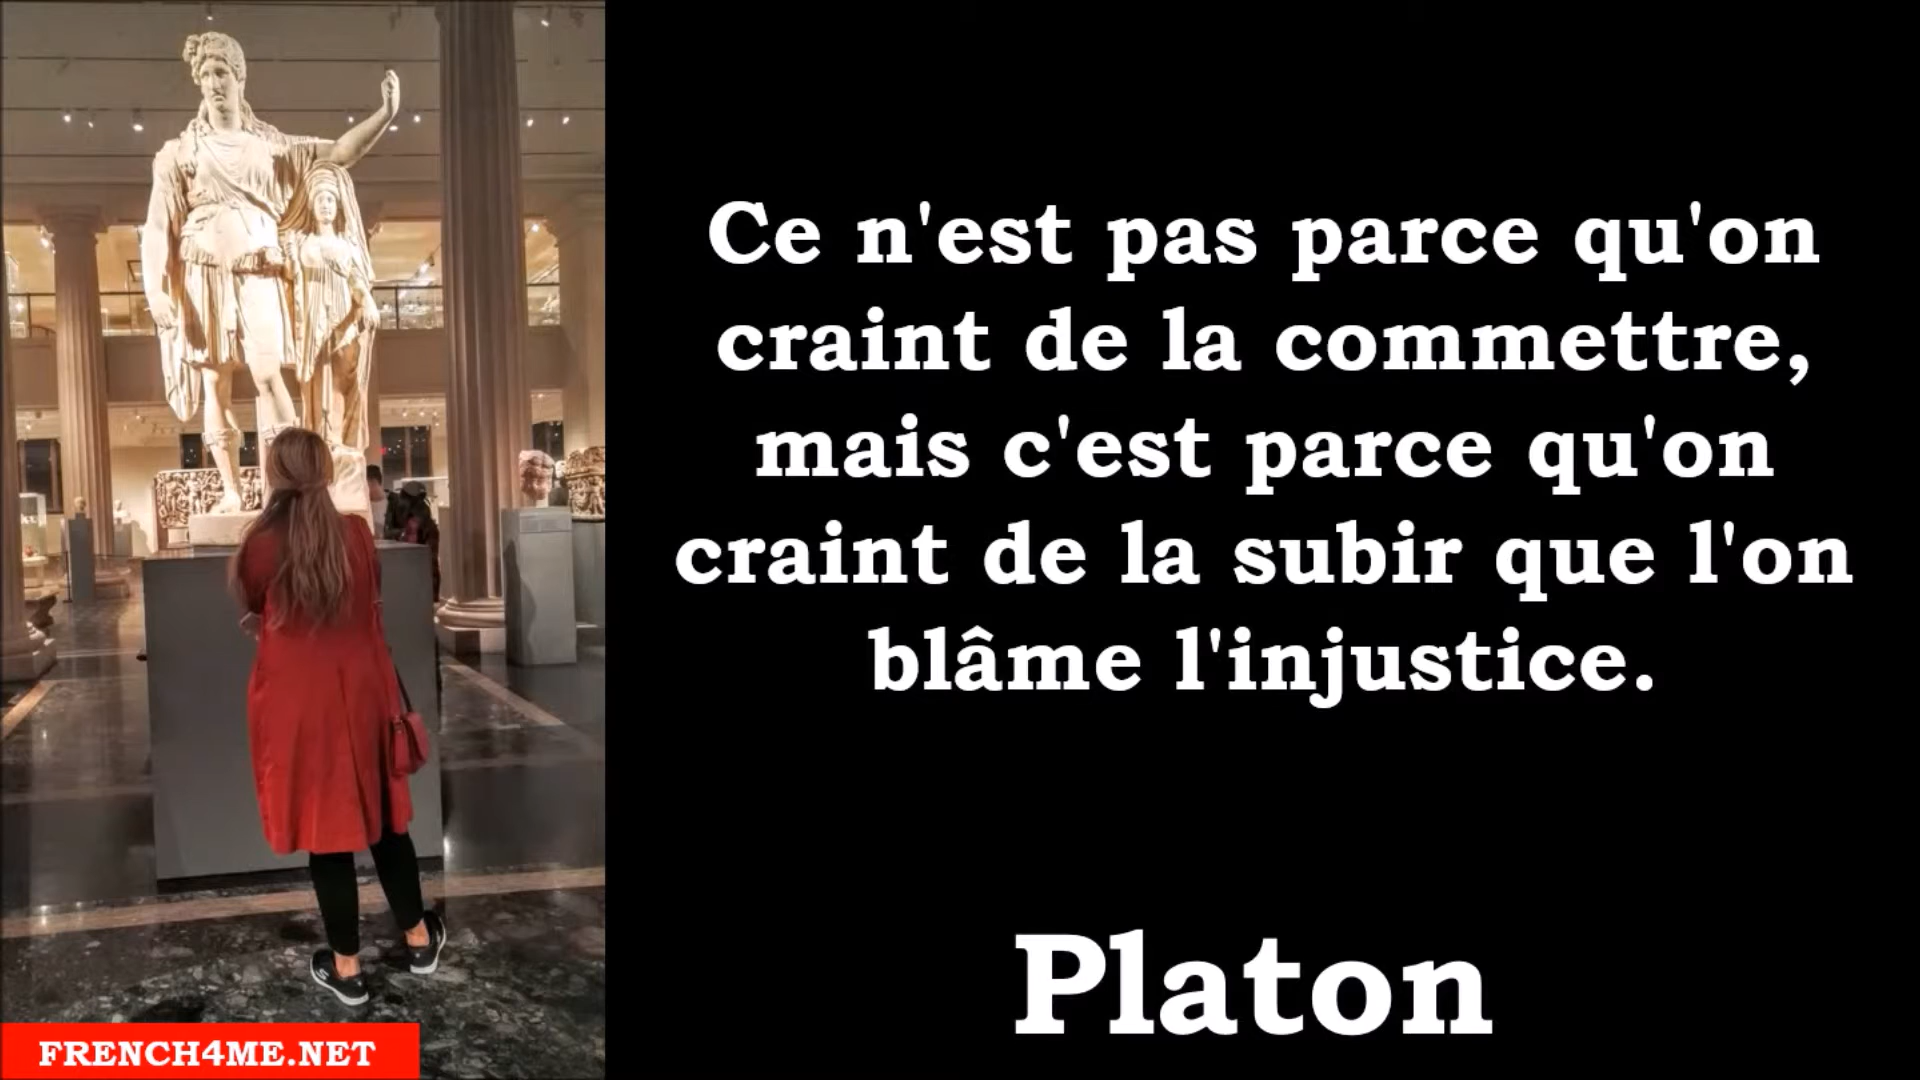 Ce n'est pas parce qu'on
craint de la commettre,
mais c'est parce qu'on
craint de la subir que l'on
blâme l'injustice.
Platon
FRENCH4ME.NET